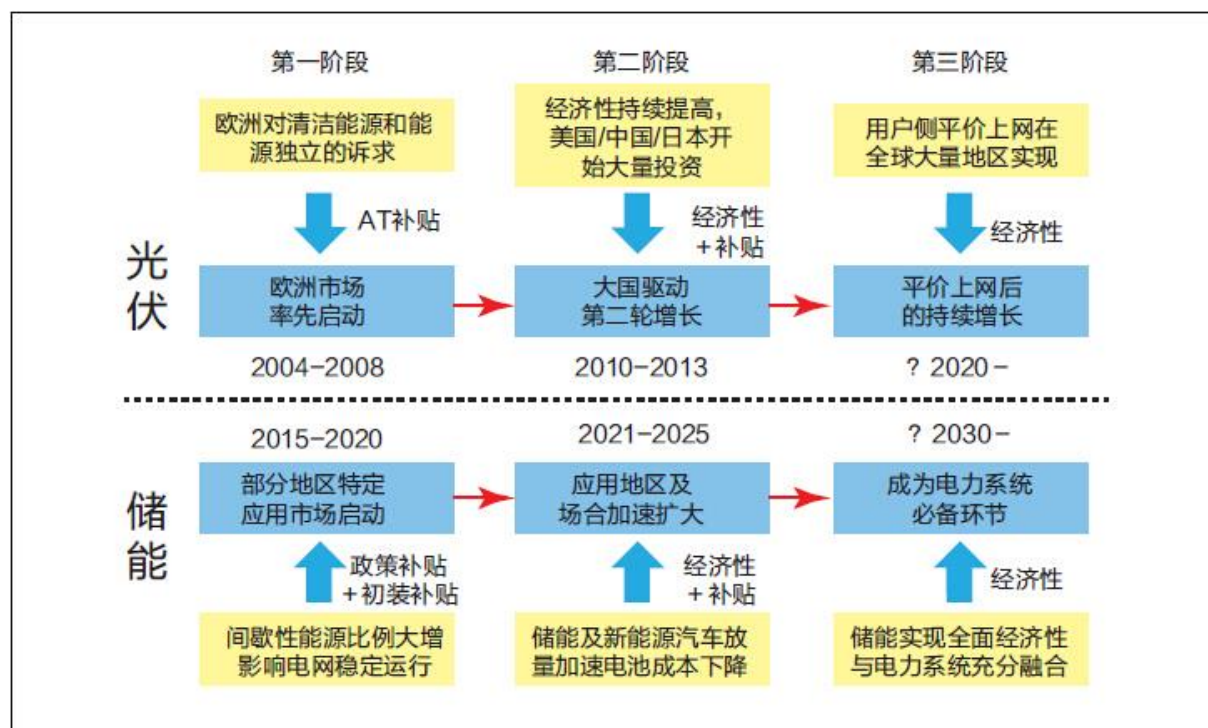 第一阶段
第二阶段
第三阶段
欧洲对清洁能源和能
源独立的诉求
经济性持续提高，
美国/中国/日本开
始大量投资
用户侧平价上网在
全球大量地区实现
AT补贴
经济性
+补贴
经济性
光
伏
欧洲市场
率先启动
大国驱动
第二轮增长
平价上网后
的持续增长
2004-2008
2010-2013
? 2020-
2015-2020
2021-2025
? 2030-
储
能
部分地区特定
应用市场启动
应用地区及
场合加速扩大
成为电力系统
必备环节
政策补贴
+初装补贴
经济性
+补贴
经济性
间歇性能源比例大增
影响电网稳定运行
储能及新能源汽车放
量加速电池成本下降
储能实现全面经济性
与电力系统充分融合